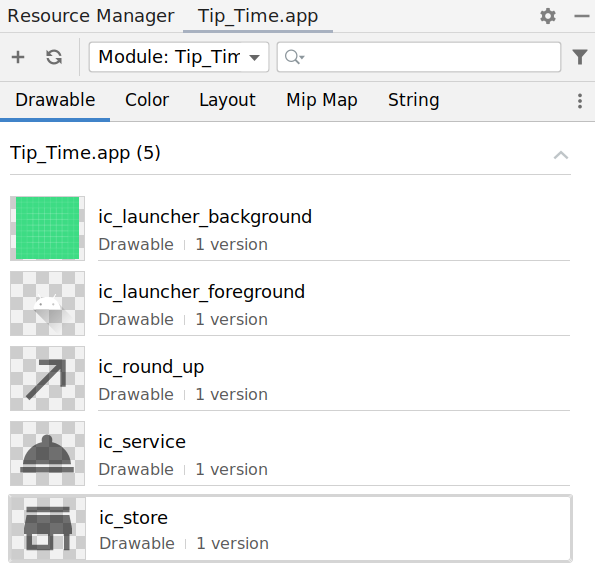 Resource Manager Tip_Time.app
Module: Tip_Tim
Drawable Color Layout Mip Map String
Tip_Time.app (5)
ic_launcher_background
Drawable 1 version
ic_launcher_foreground
Drawable 1 version
ic_round_up
Drawable 1 version
ic_service
Drawable 1 version
ic_store
Drawable 1 version